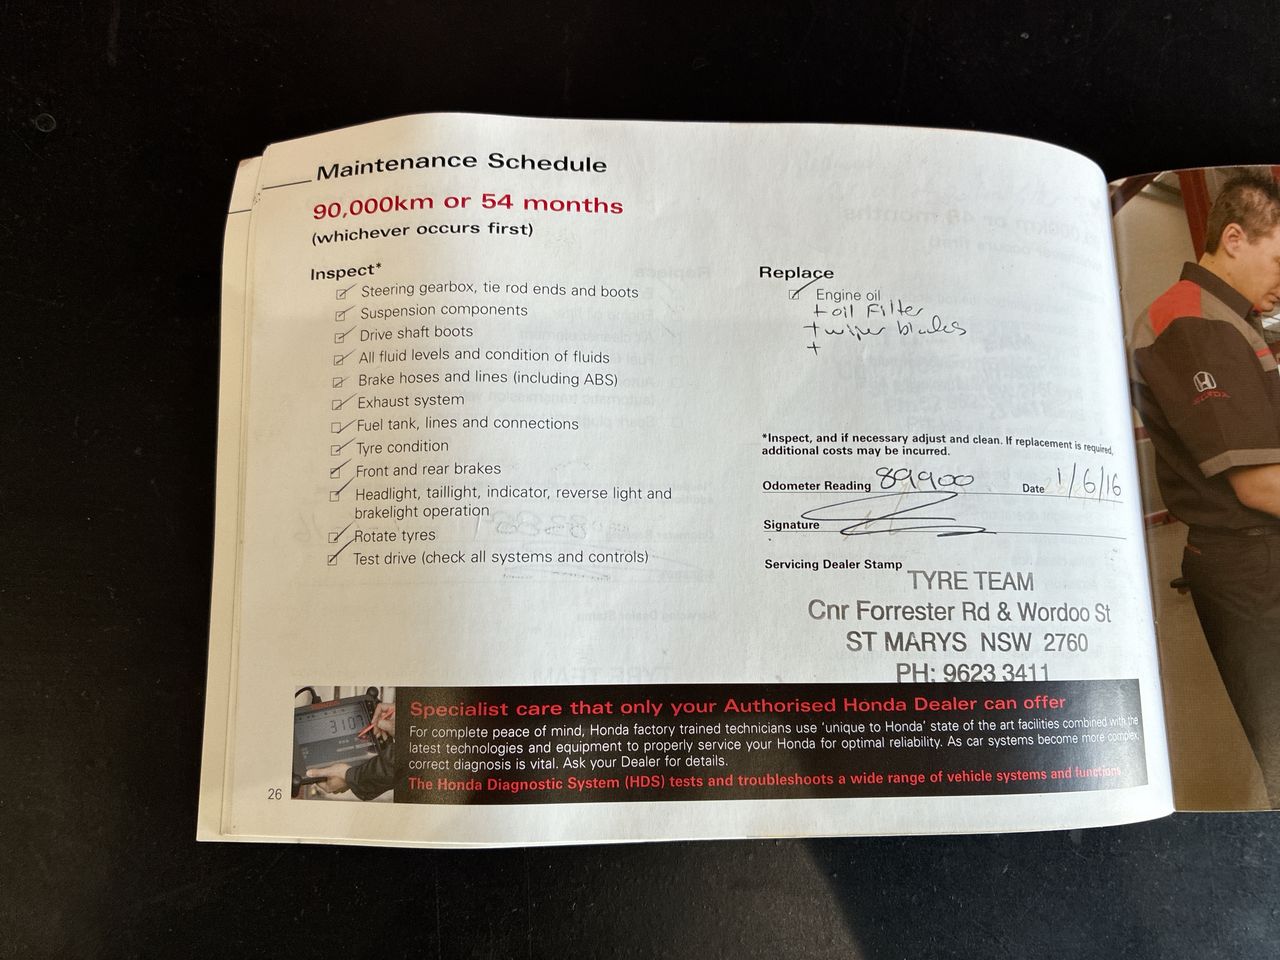 Maintenance Schedule
90,000km or 54 months
(whichever occurs first)
Inspect*
Steering gearbox, tie rod ends and boots
Suspension components
Drive shaft boots
All fluid levels and condition of fluids
Brake hoses and lines (including ABS)
Exhaust system
Fuel tank, lines and connections
Tyre condition
Front and rear brakes
Headlight, taillight, indicator, reverse light and
brakelight operation
Rotate tyres
Test drive (check all systems and controls)
Replace
Engine oil
+ oil Filter
+ wiper blades
+
*Inspect, and if necessary adjust and clean. If replacement is required,
additional costs may be incurred.
Odometer Reading 89900 Date 1/6/16
Signature
Servicing Dealer Stamp
TYRE TEAM
Cnr Forrester Rd & Wordoo St
ST MARYS NSW 2760
PH: 9623 3411
Specialist care that only your Authorised Honda Dealer can offer
For complete peace of mind, Honda factory trained technicians use 'unique to Honda' state of the art facilities combined with the
latest technologies and equipment to properly service your Honda for optimal reliability. As car systems become more complex,
correct diagnosis is vital. Ask your Dealer for details.
The Honda Diagnostic System (HDS) tests and troubleshoots a wide range of vehicle systems and functions.
26
HONDA